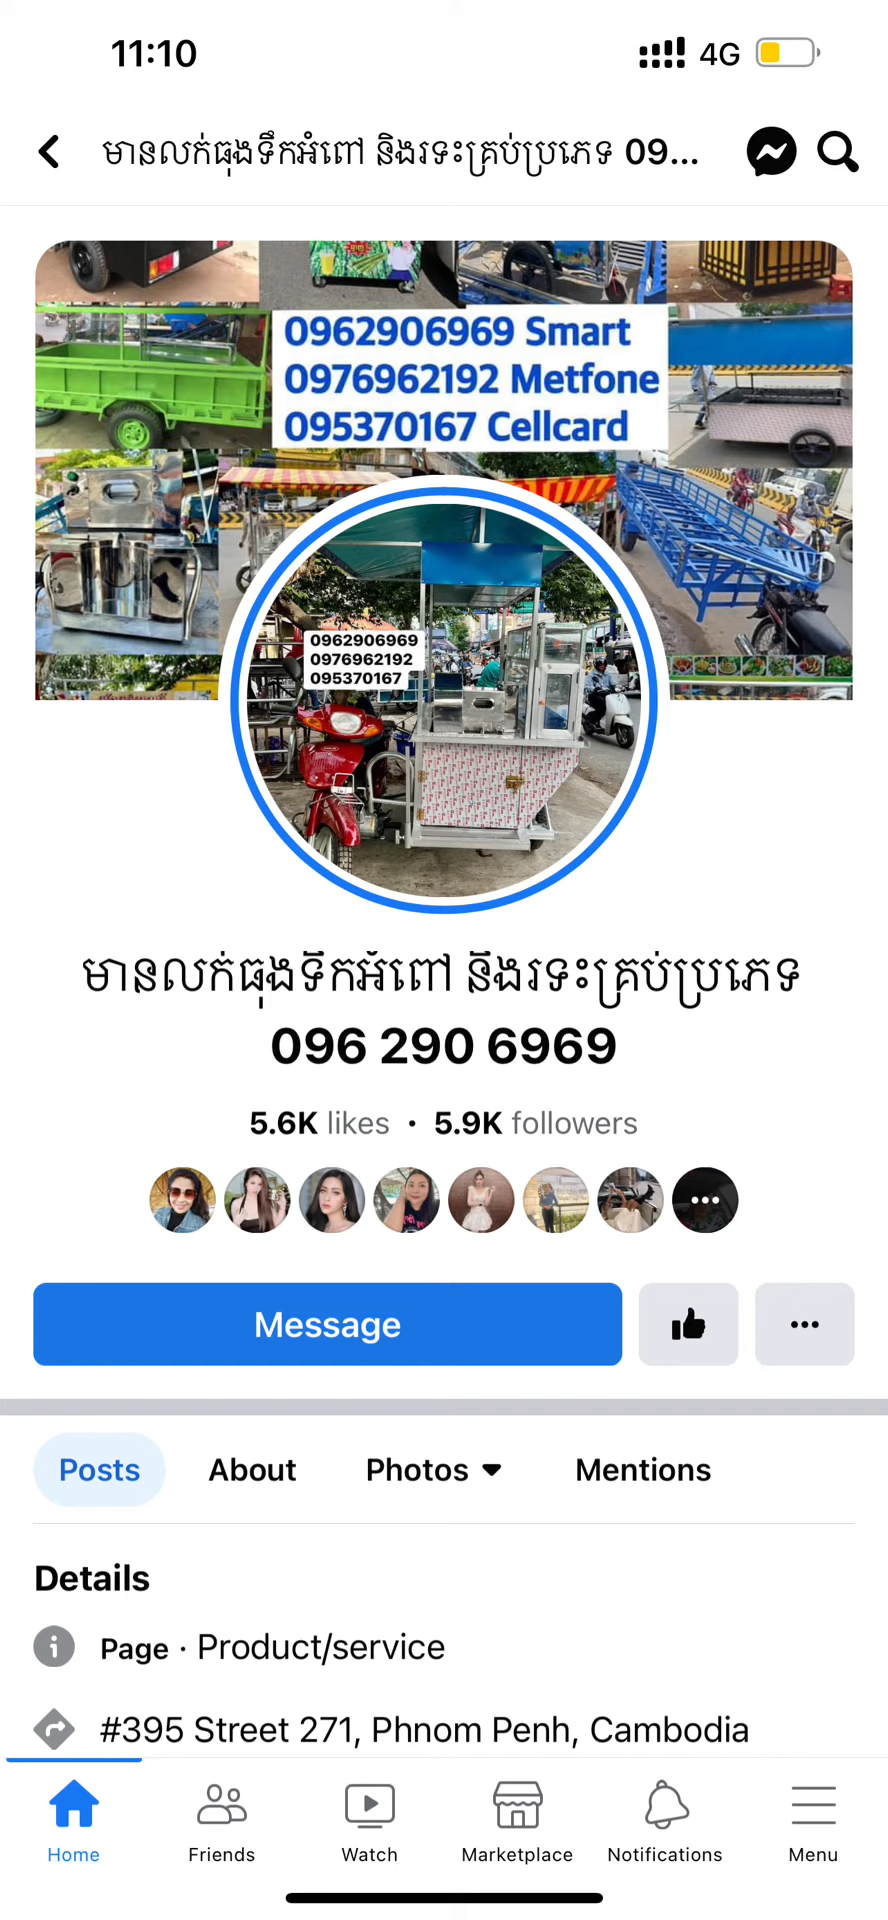 11:10
4G
មានលក់ធុងទឹកអំពៅ និងរទះគ្រប់ប្រភេទ 09...
0962906969 Smart
0976962192 Metfone
095370167 Cellcard
0962906969
0976962192
095370167
មានលក់ធុងទឹកអំពៅ និងរទះគ្រប់ប្រភេទ
096 290 6969
5.6K likes · 5.9K followers
Message
Posts About Photos Mentions
Details
Page · Product/service
#395 Street 271, Phnom Penh, Cambodia
Home Friends Watch Marketplace Notifications Menu